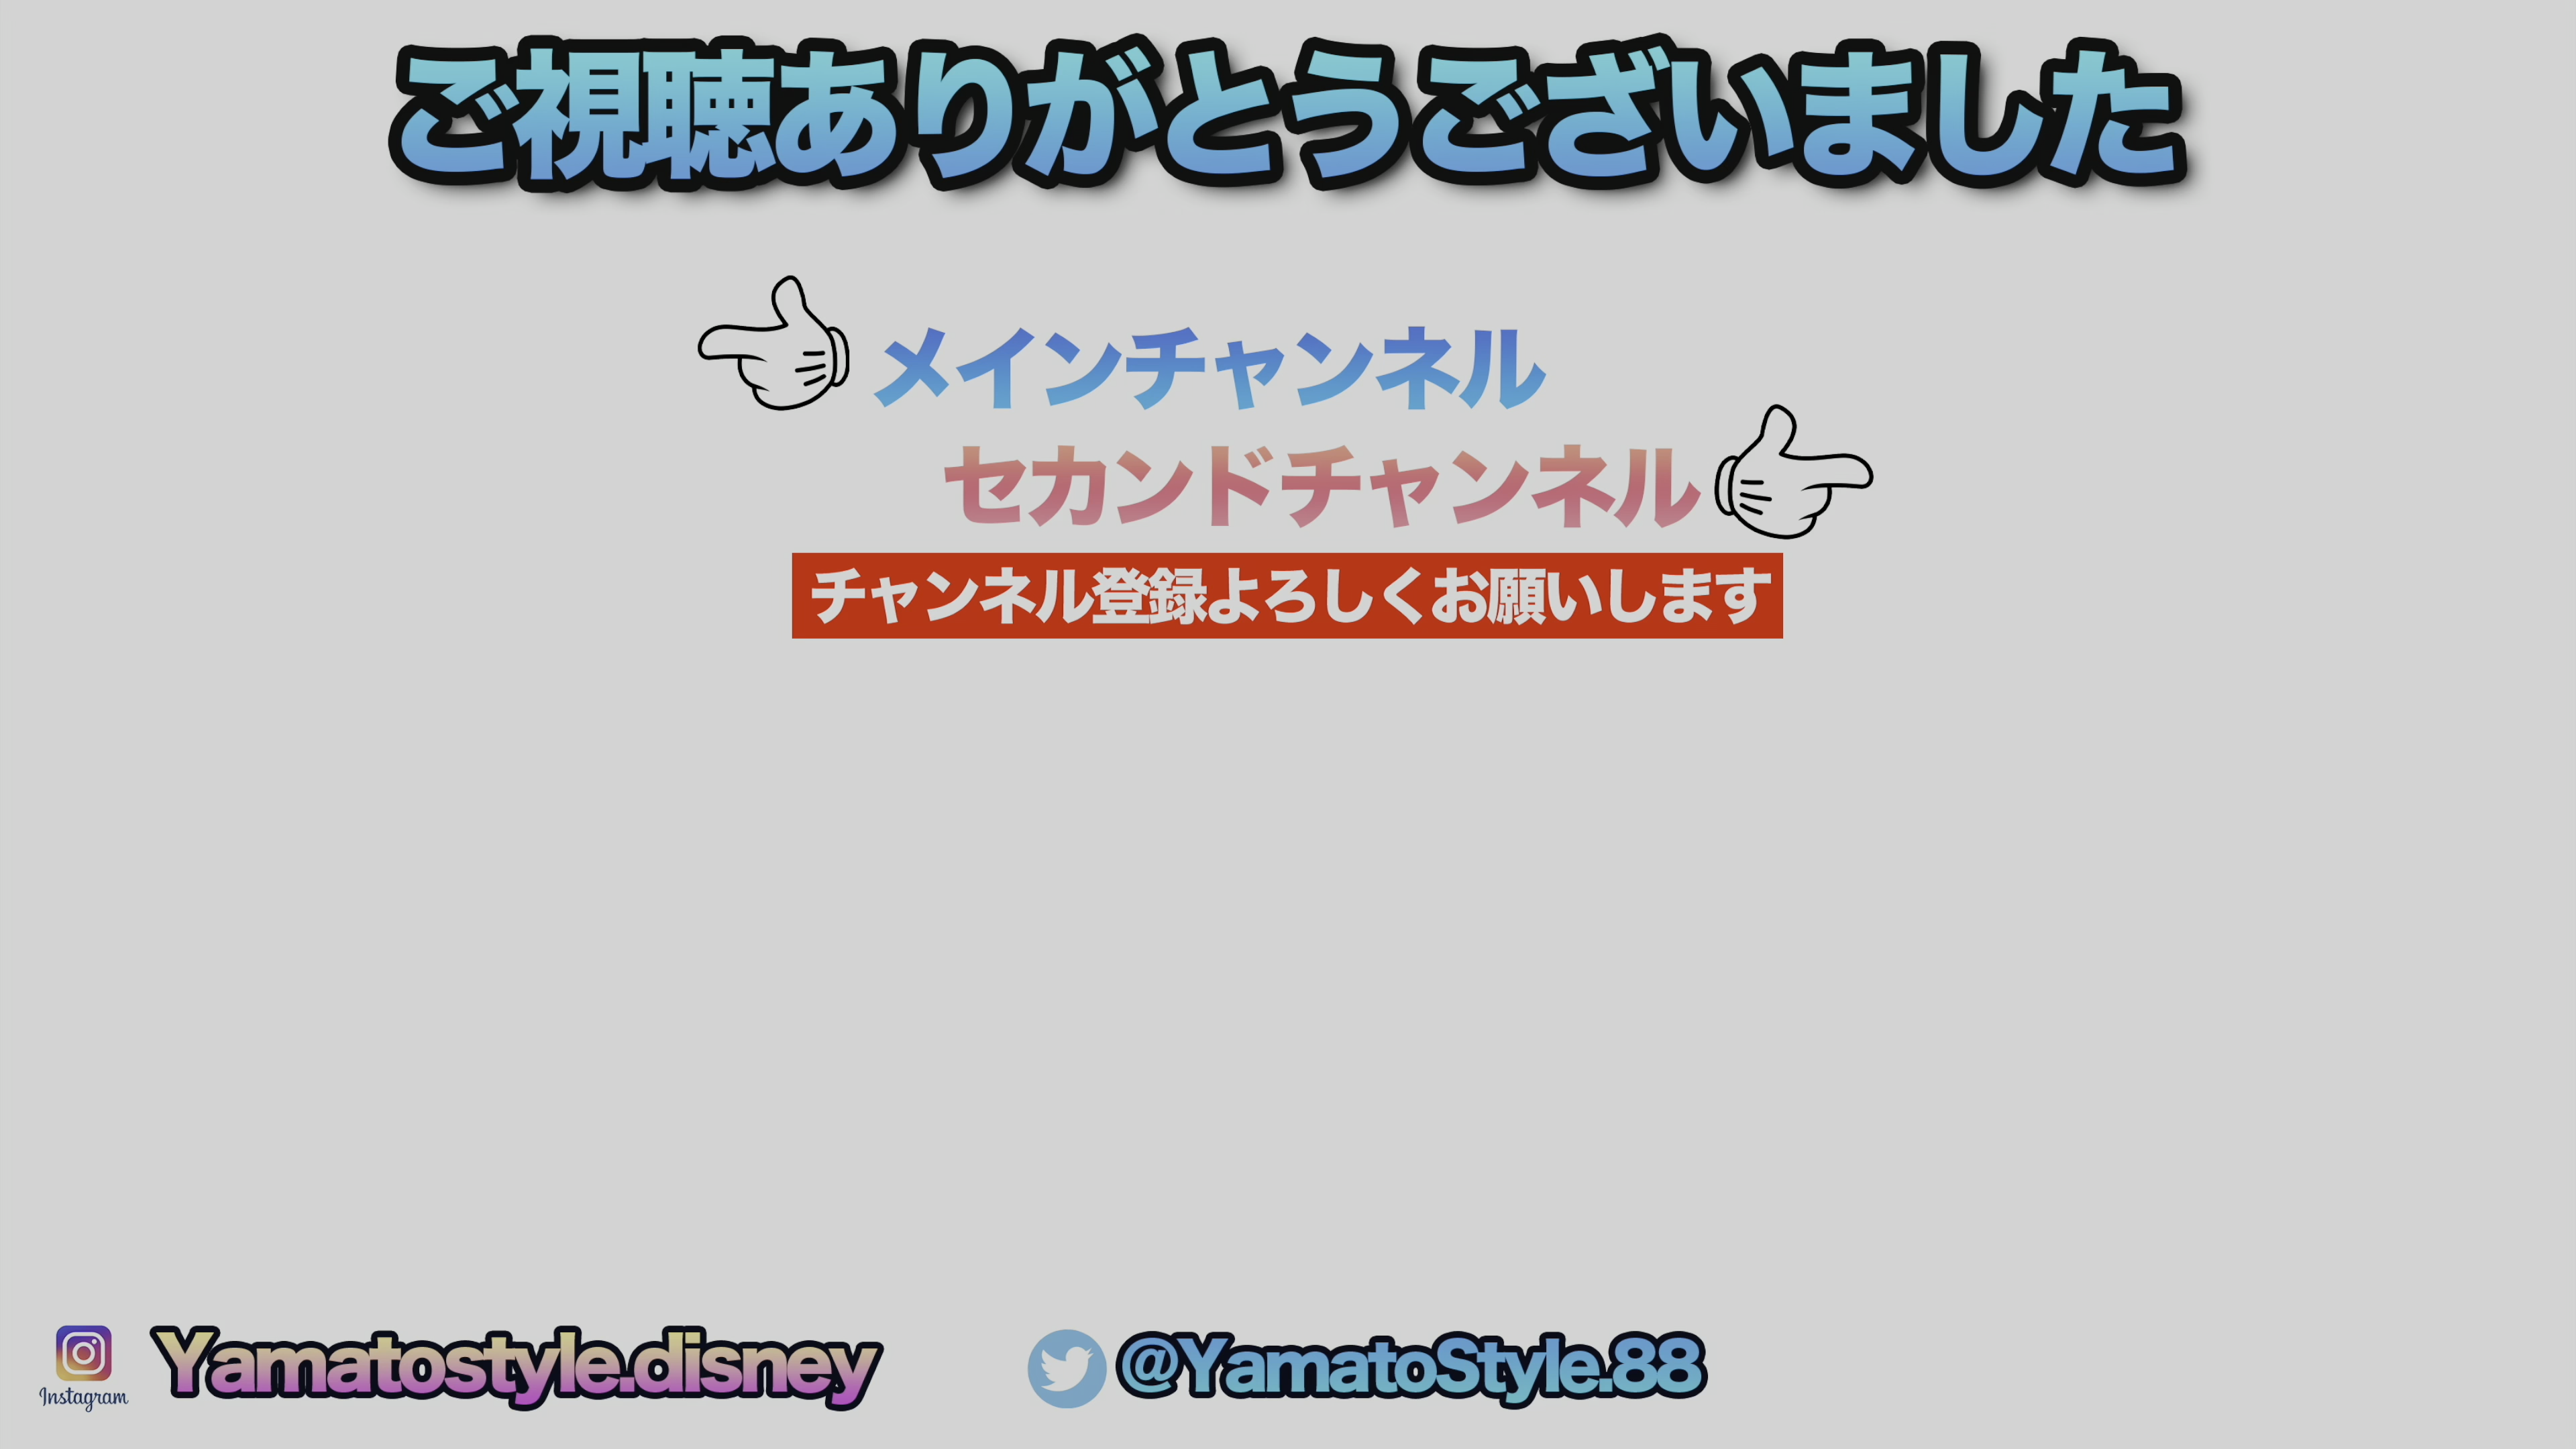 ご視聴ありがとうございました
メインチャンネル
セカンドチャンネル
チャンネル登録よろしくお願いします
Instagram
Yamatostyle.disney
@YamatoStyle.88